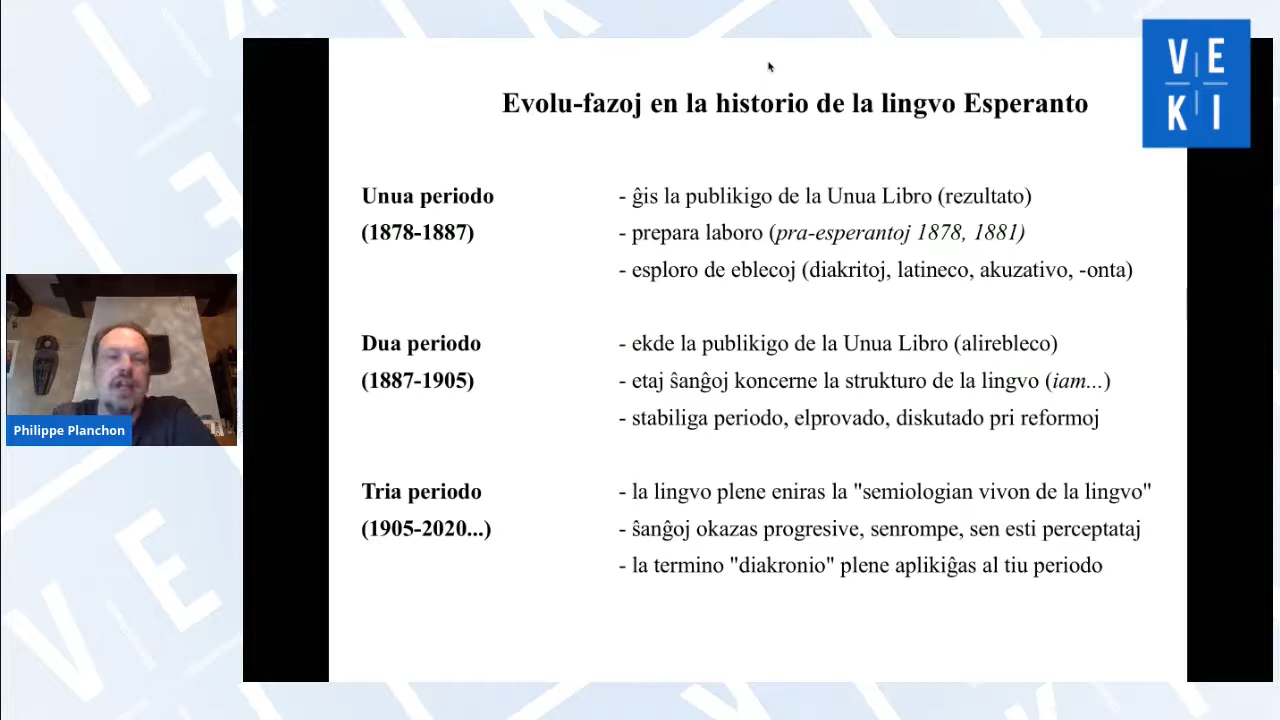 Evolu-fazoj en la historio de la lingvo Esperanto
Unua periodo
(1878-1887)
- ĝis la publikigo de la Unua Libro (rezultato)
- prepara laboro (pra-esperantoj 1878, 1881)
- esploro de eblecoj (diakritoj, latineco, akuzativo, -onta)
Dua periodo
(1887-1905)
- ekde la publikigo de la Unua Libro (alirebleco)
- etaj ŝanĝoj koncerne la strukturo de la lingvo (iam...)
- stabiliga periodo, elprovado, diskutado pri reformoj
Tria periodo
(1905-2020...)
- la lingvo plene eniras la "semiologian vivon de la lingvo"
- ŝanĝoj okazas progresive, senrompe, sen esti perceptataj
- la termino "diakronio" plene aplikiĝas al tiu periodo
Philippe Planchon
VE
KI